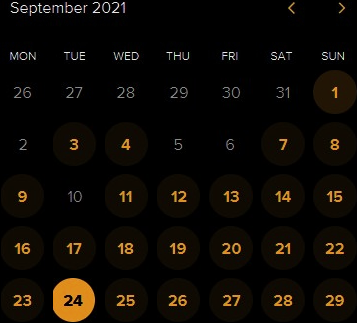 September 2021 < >
MON TUE WED THU FRI SAT SUN
26 27 28 29 30 31 1
2 3 4 5 6 7 8
9 10 11 12 13 14 15
16 17 18 19 20 21 22
23 24 25 26 27 28 29